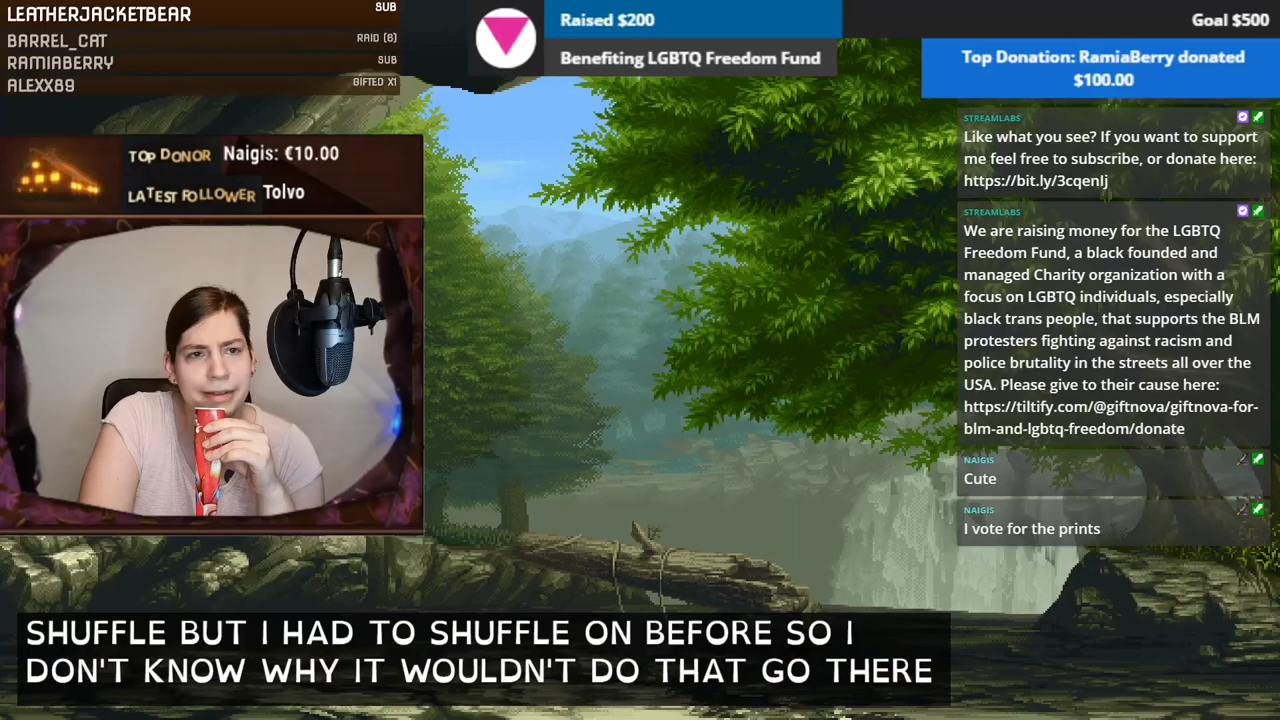 LEATHERJACKETBEAR SUB
BARREL_CAT RAID (6)
RAMIABERRY SUB
ALEXX89 GIFTED X1
Raised $200
Goal $500
Benefiting LGBTQ Freedom Fund
Top Donation: RamiaBerry donated
$100.00
TOP DONOR Naigis: €10.00
LATEST FOLLOWER Tolvo
STREAMLABS
Like what you see? If you want to support
me feel free to subscribe, or donate here:
https://bit.ly/3cqenIj
STREAMLABS
We are raising money for the LGBTQ
Freedom Fund, a black founded and
managed Charity organization with a
focus on LGBTQ individuals, especially
black trans people, that supports the BLM
protesters fighting against racism and
police brutality in the streets all over the
USA. Please give to their cause here:
https://tiltify.com/@giftnova/giftnova-for-
blm-and-lgbtq-freedom/donate
NAIGIS
Cute
NAIGIS
I vote for the prints
SHUFFLE BUT I HAD TO SHUFFLE ON BEFORE SO I
DON'T KNOW WHY IT WOULDN'T DO THAT GO THERE